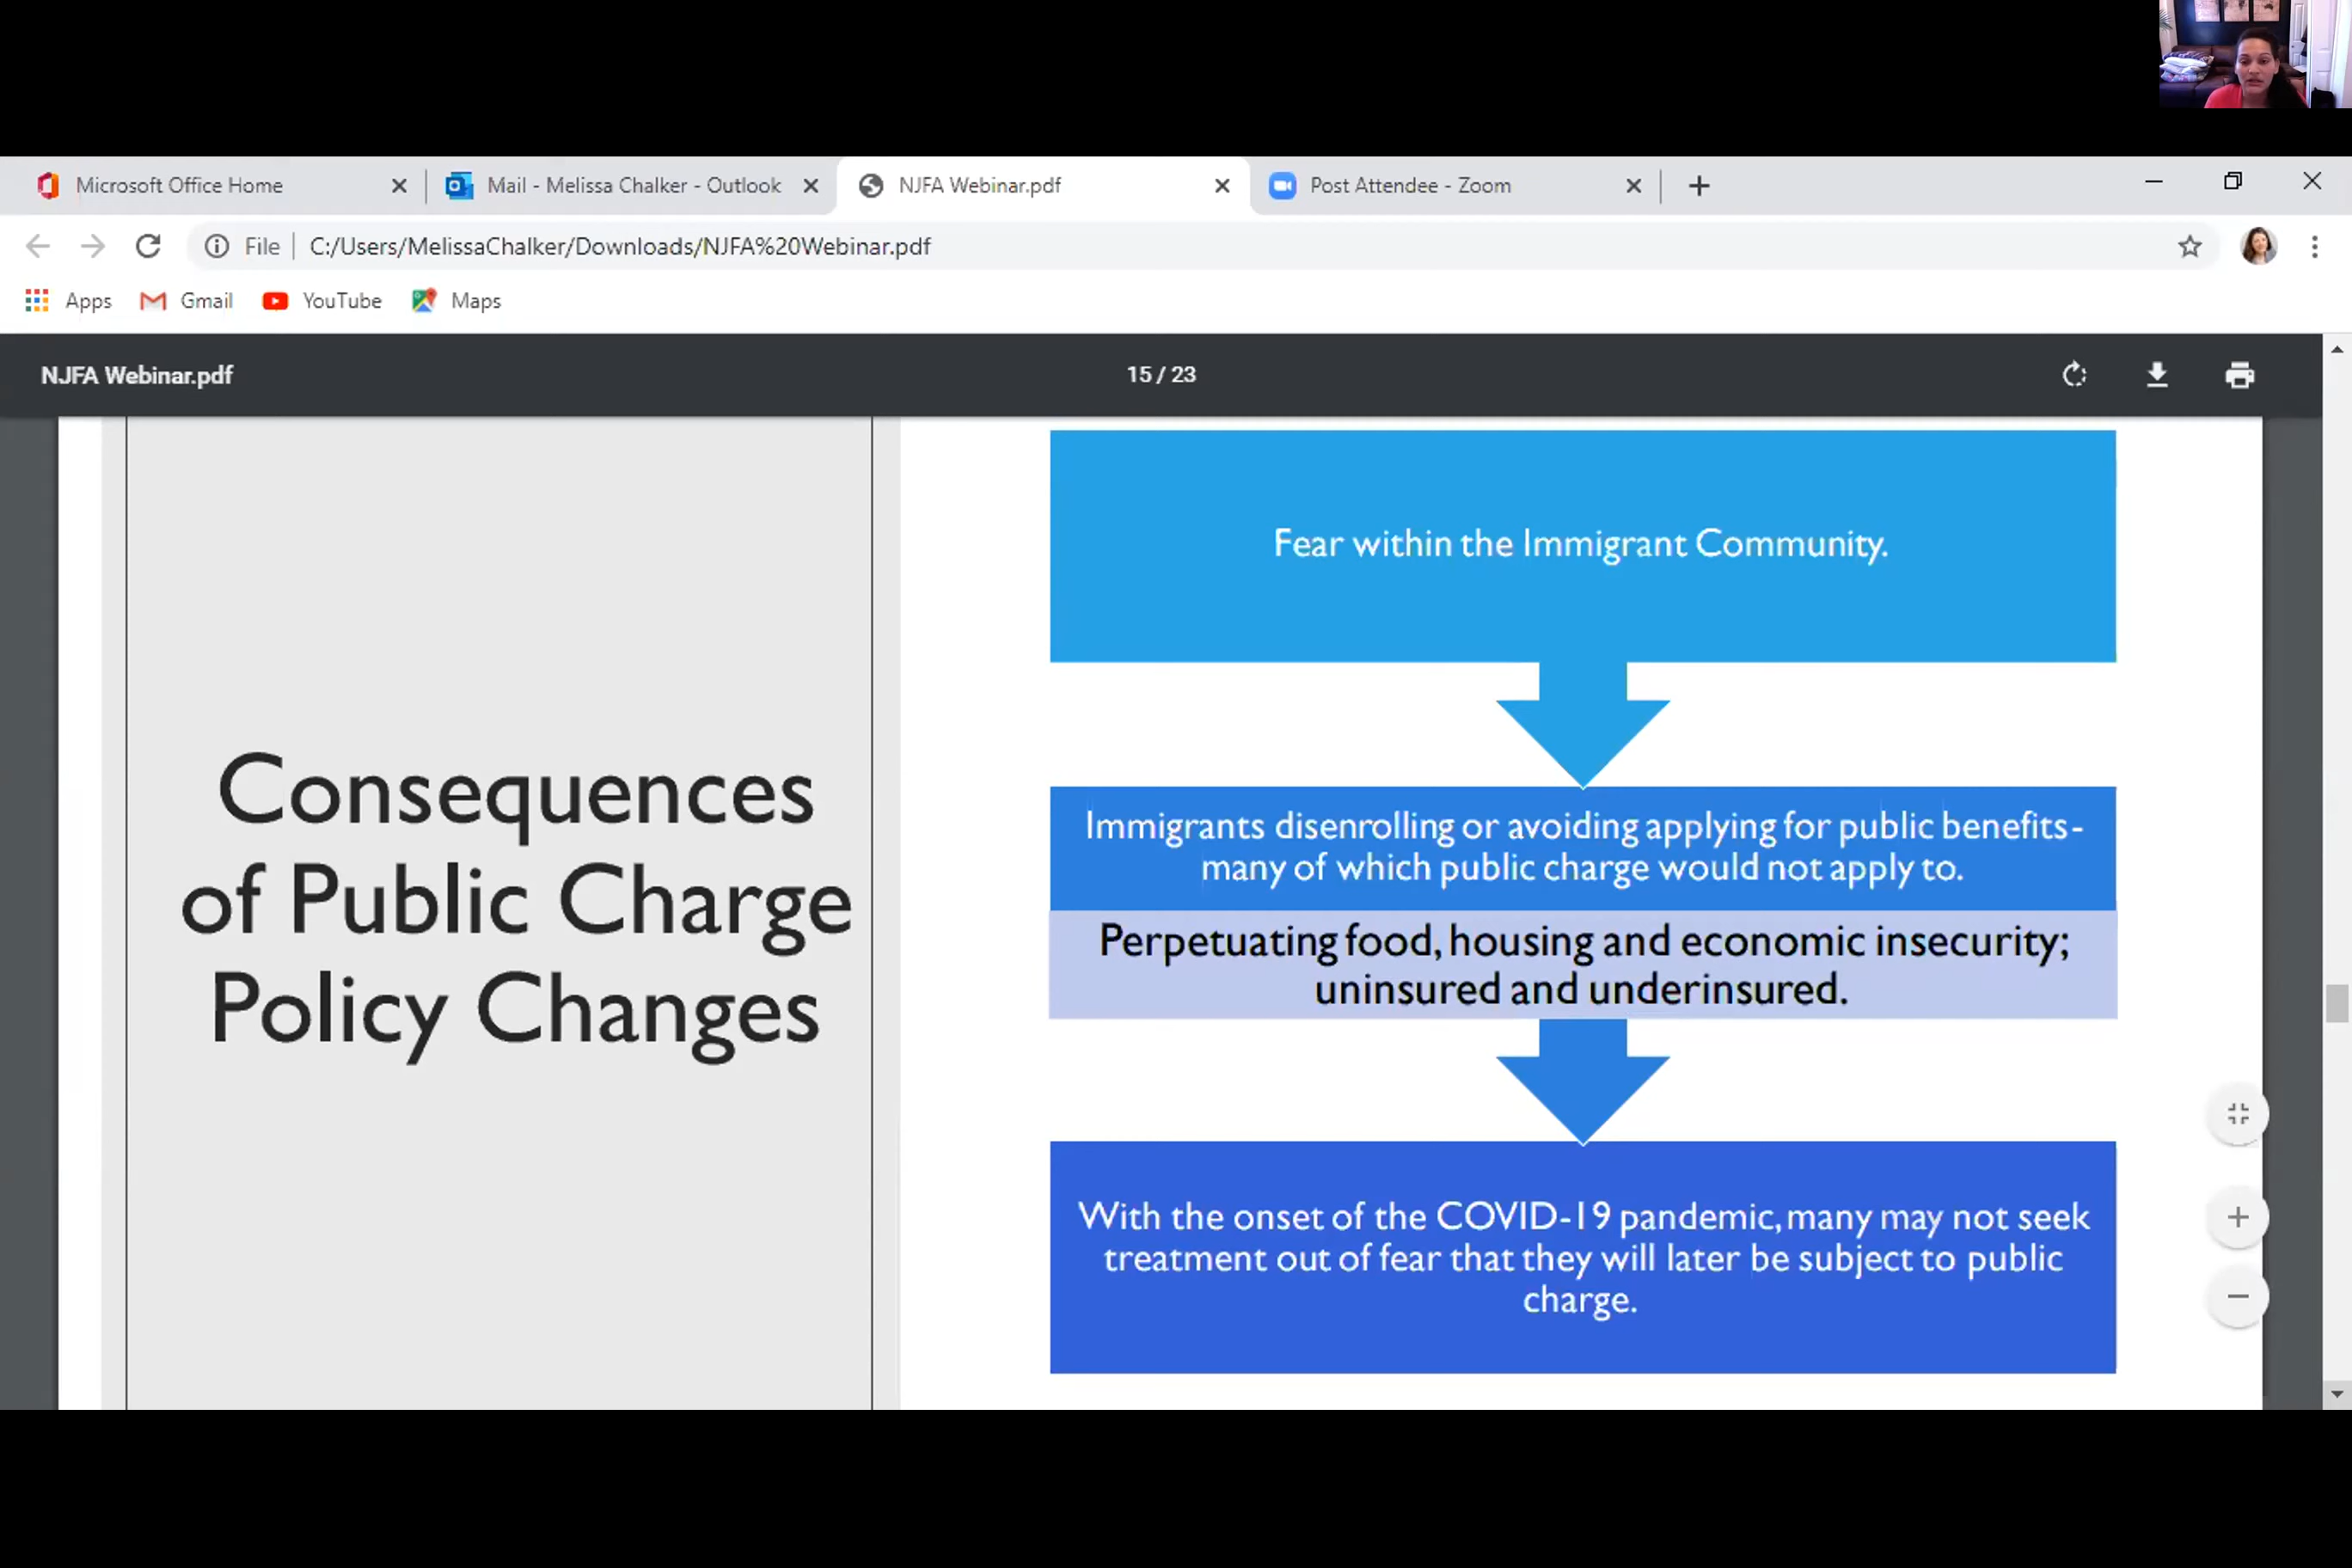 Microsoft Office Home
Mail - Melissa Chalker - Outlook
NJFA Webinar.pdf
Post Attendee - Zoom
File
C:/Users/MelissaChalker/Downloads/NJFA%20Webinar.pdf
Apps
Gmail
YouTube
Maps
NJFA Webinar.pdf
15 / 23
Consequences
of Public Charge
Policy Changes
Fear within the Immigrant Community.
Immigrants disenrolling or avoiding applying for public benefits-
many of which public charge would not apply to.
Perpetuating food, housing and economic insecurity;
uninsured and underinsured.
With the onset of the COVID-19 pandemic, many may not seek
treatment out of fear that they will later be subject to public
charge.